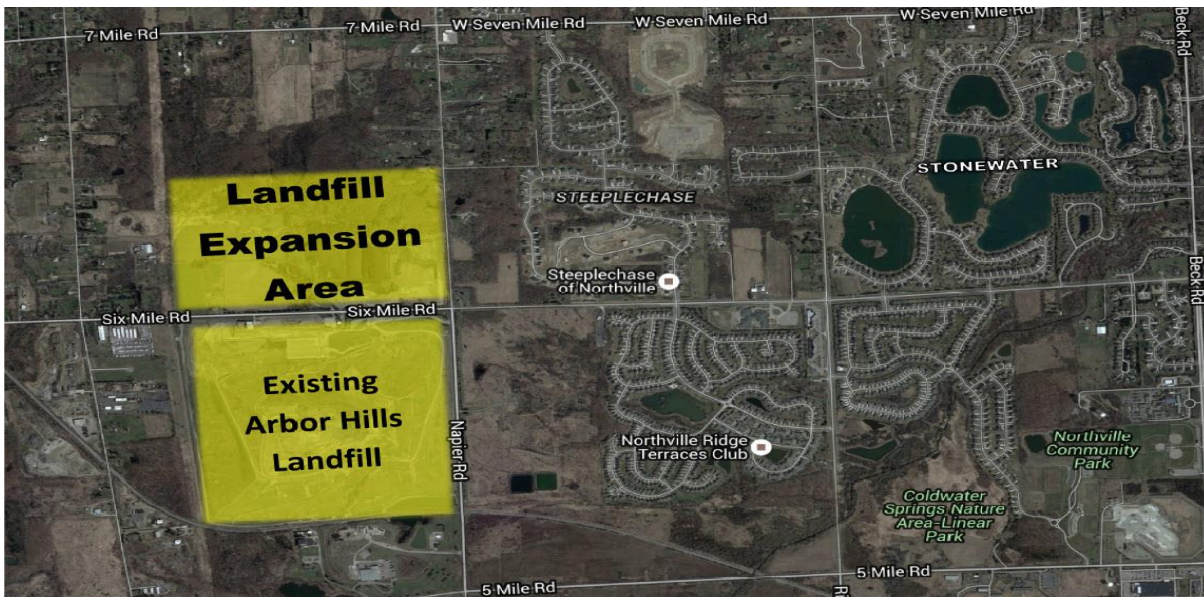 7 Mile Rd
7 Mile Rd
W Seven Mile Rd
W Seven Mile Rd
W Seven Mile Rd
Beck Rd
Landfill
Expansion
Area
STEEPLECHASE
STONEWATER
Steeplechase
of Northville
Beck Rd
Six Mile Rd
Six Mile Rd
Existing
Arbor Hills
Landfill
Napier Rd
Northville Ridge
Terraces Club
Northville
Community
Park
Coldwater
Springs Nature
Area-Linear
Park
5 Mile Rd
5 Mile Rd